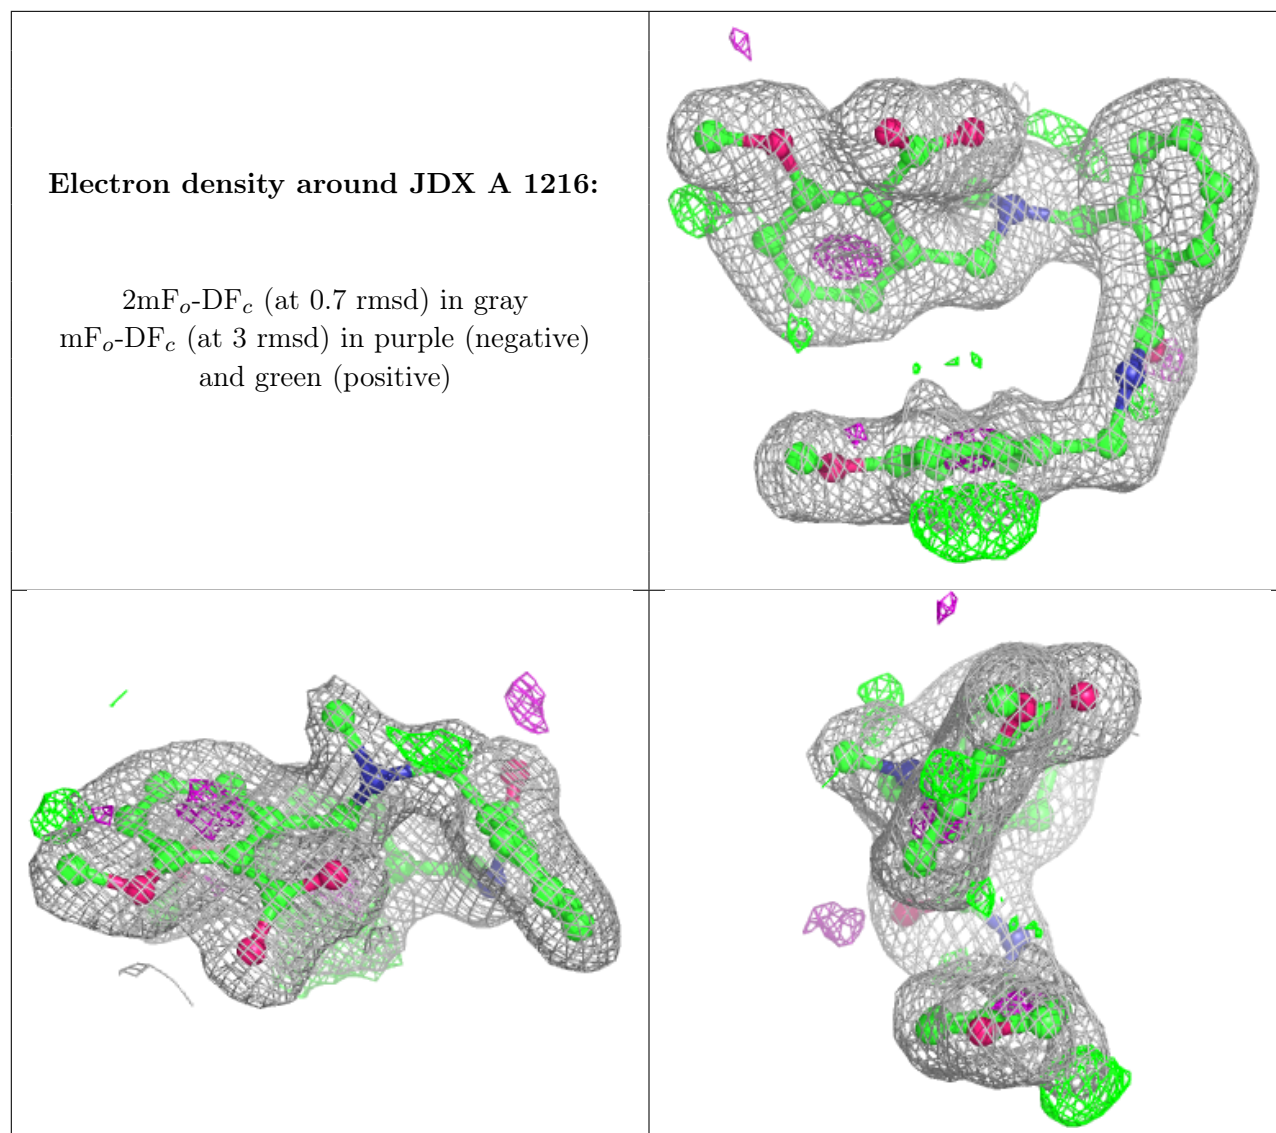 Electron density around JDX A 1216:
2mFo-DFc (at 0.7 rmsd) in gray
mFo-DFc (at 3 rmsd) in purple (negative)
and green (positive)